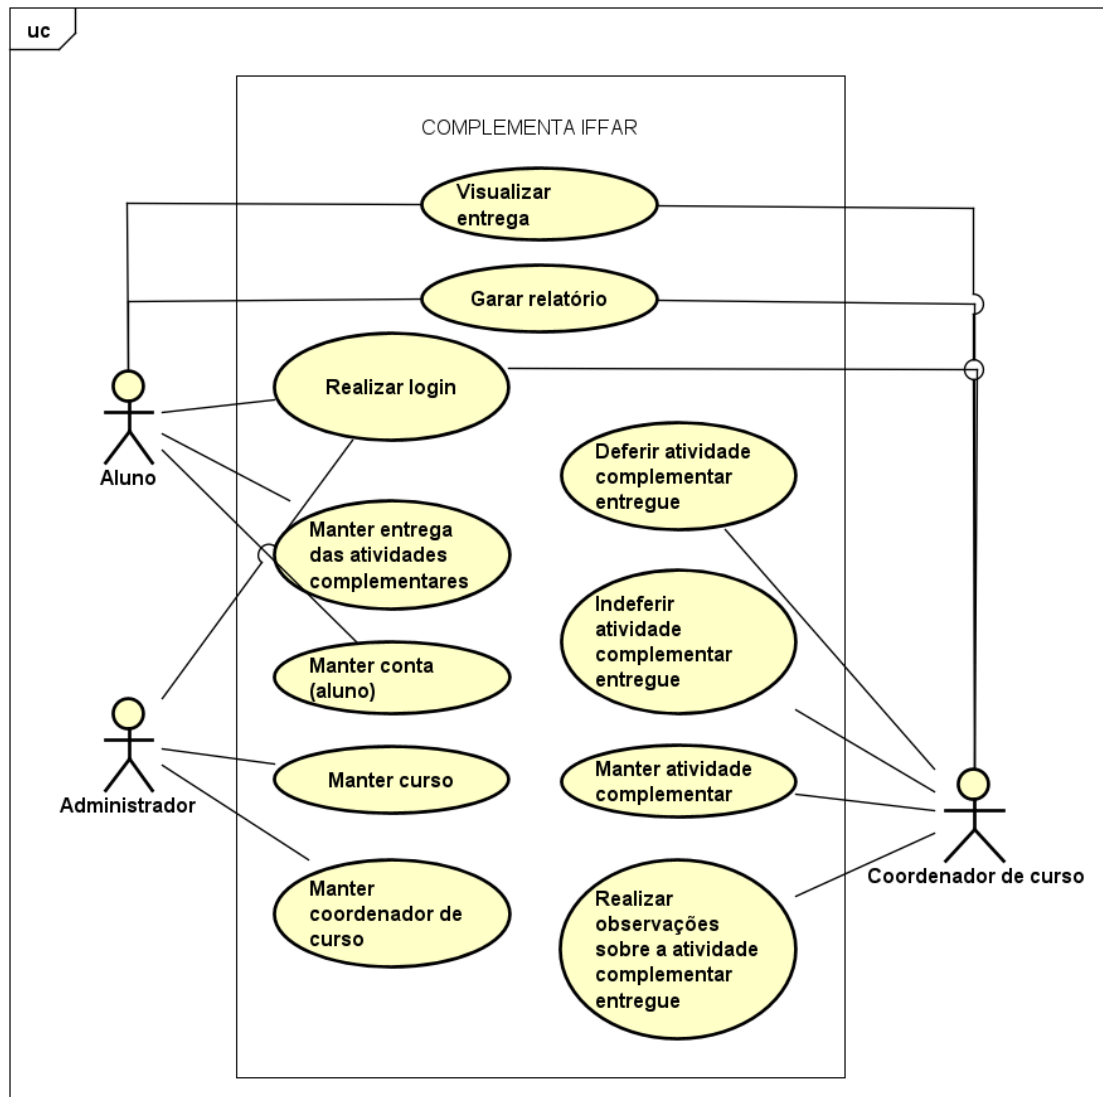 uc
COMPLEMENTA IFFAR
Visualizar
entrega
Garar relatório
Realizar login
Aluno
Deferir atividade
complementar
entregue
Manter entrega
das atividades
complementares
Indeferir
atividade
complementar
entregue
Manter conta
(aluno)
Administrador
Manter curso
Manter atividade
complementar
Coordenador de curso
Manter
coordenador de
curso
Realizar
observações
sobre a atividade
complementar
entregue